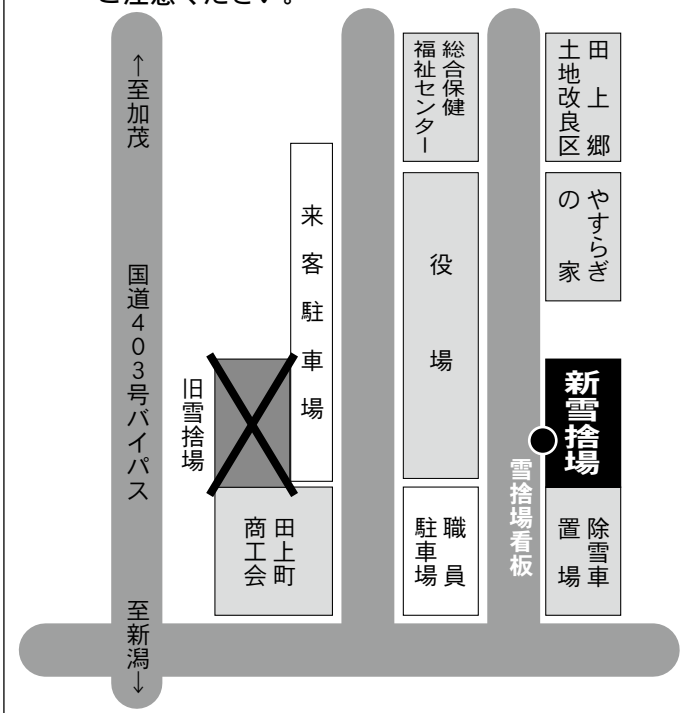 ご注意ください。
田上郷
土地改良区
総合保健
福祉センター
↑至加茂
やすらぎ
の家
役場
来客駐車場
国道403号バイパス
新雪捨場
旧雪捨場
雪捨場看板
除雪車
置場
職員
駐車場
田上町
商工会
至新潟↓